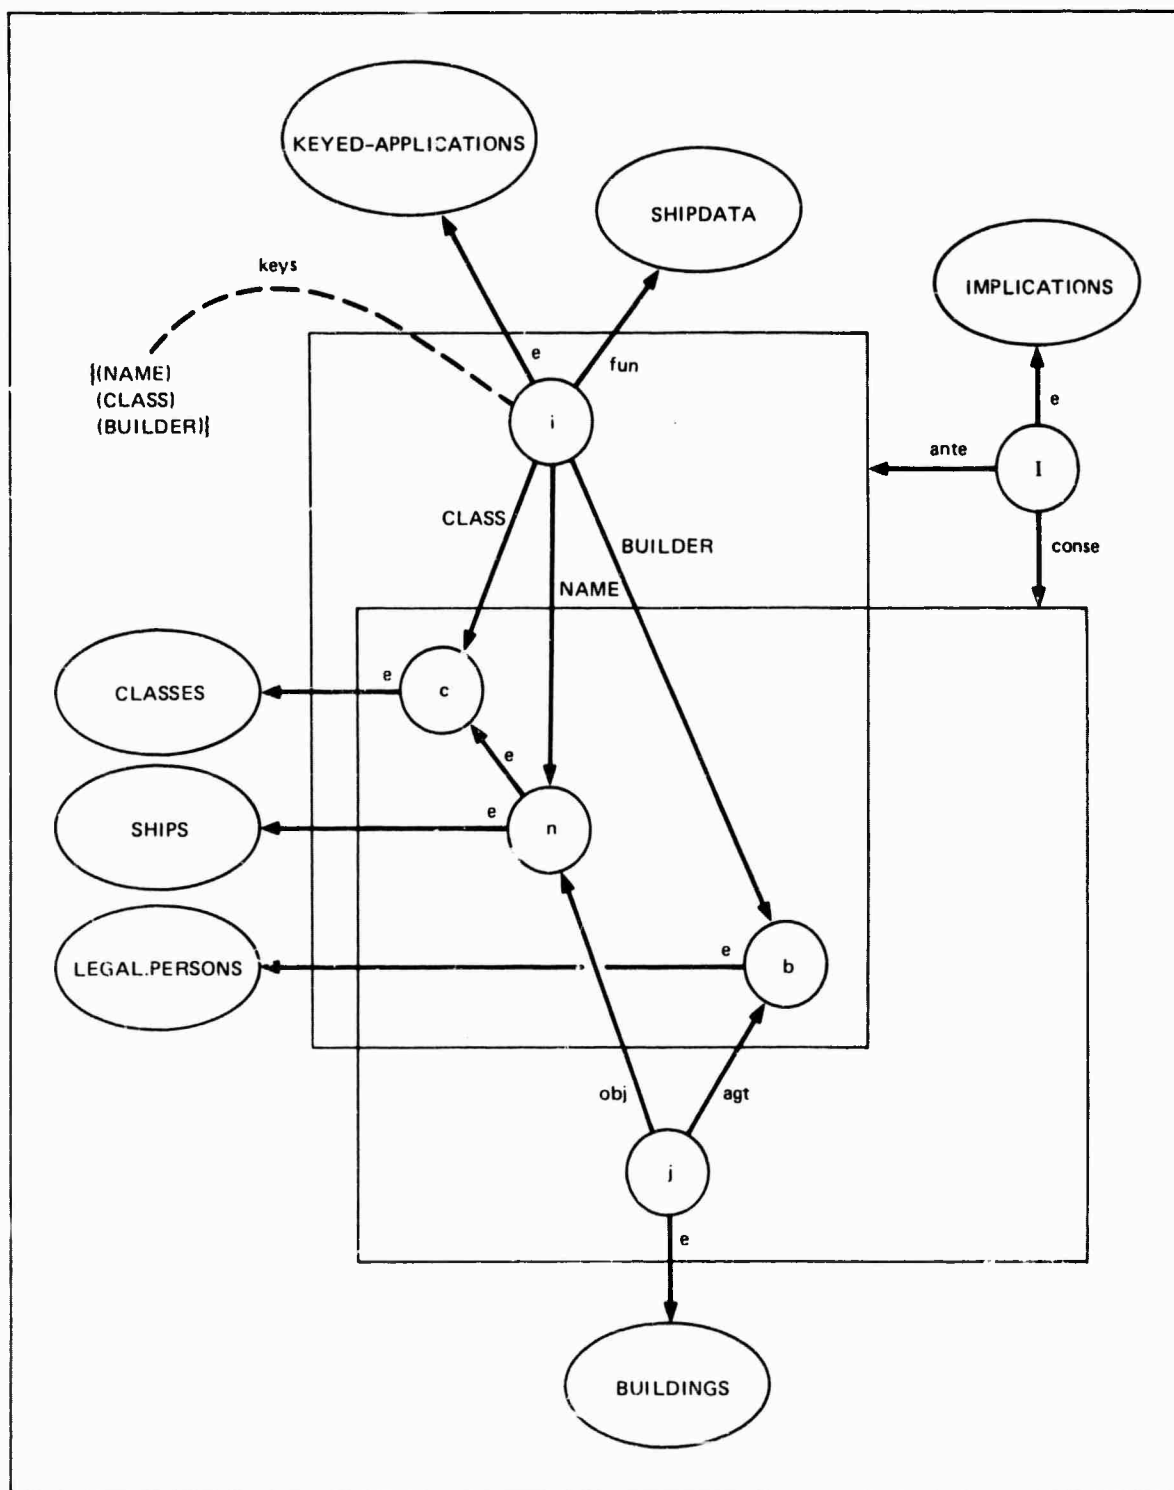 KEYED-APPLICATIONS
SHIPDATA
keys
IMPLICATIONS
e
fun
{(NAME)
(CLASS)
(BUILDER)}
i
e
ante
I
CLASS
BUILDER
conse
NAME
e
c
CLASSES
e
e
n
SHIPS
e
b
LEGAL.PERSONS
obj
agt
j
e
BUILDINGS